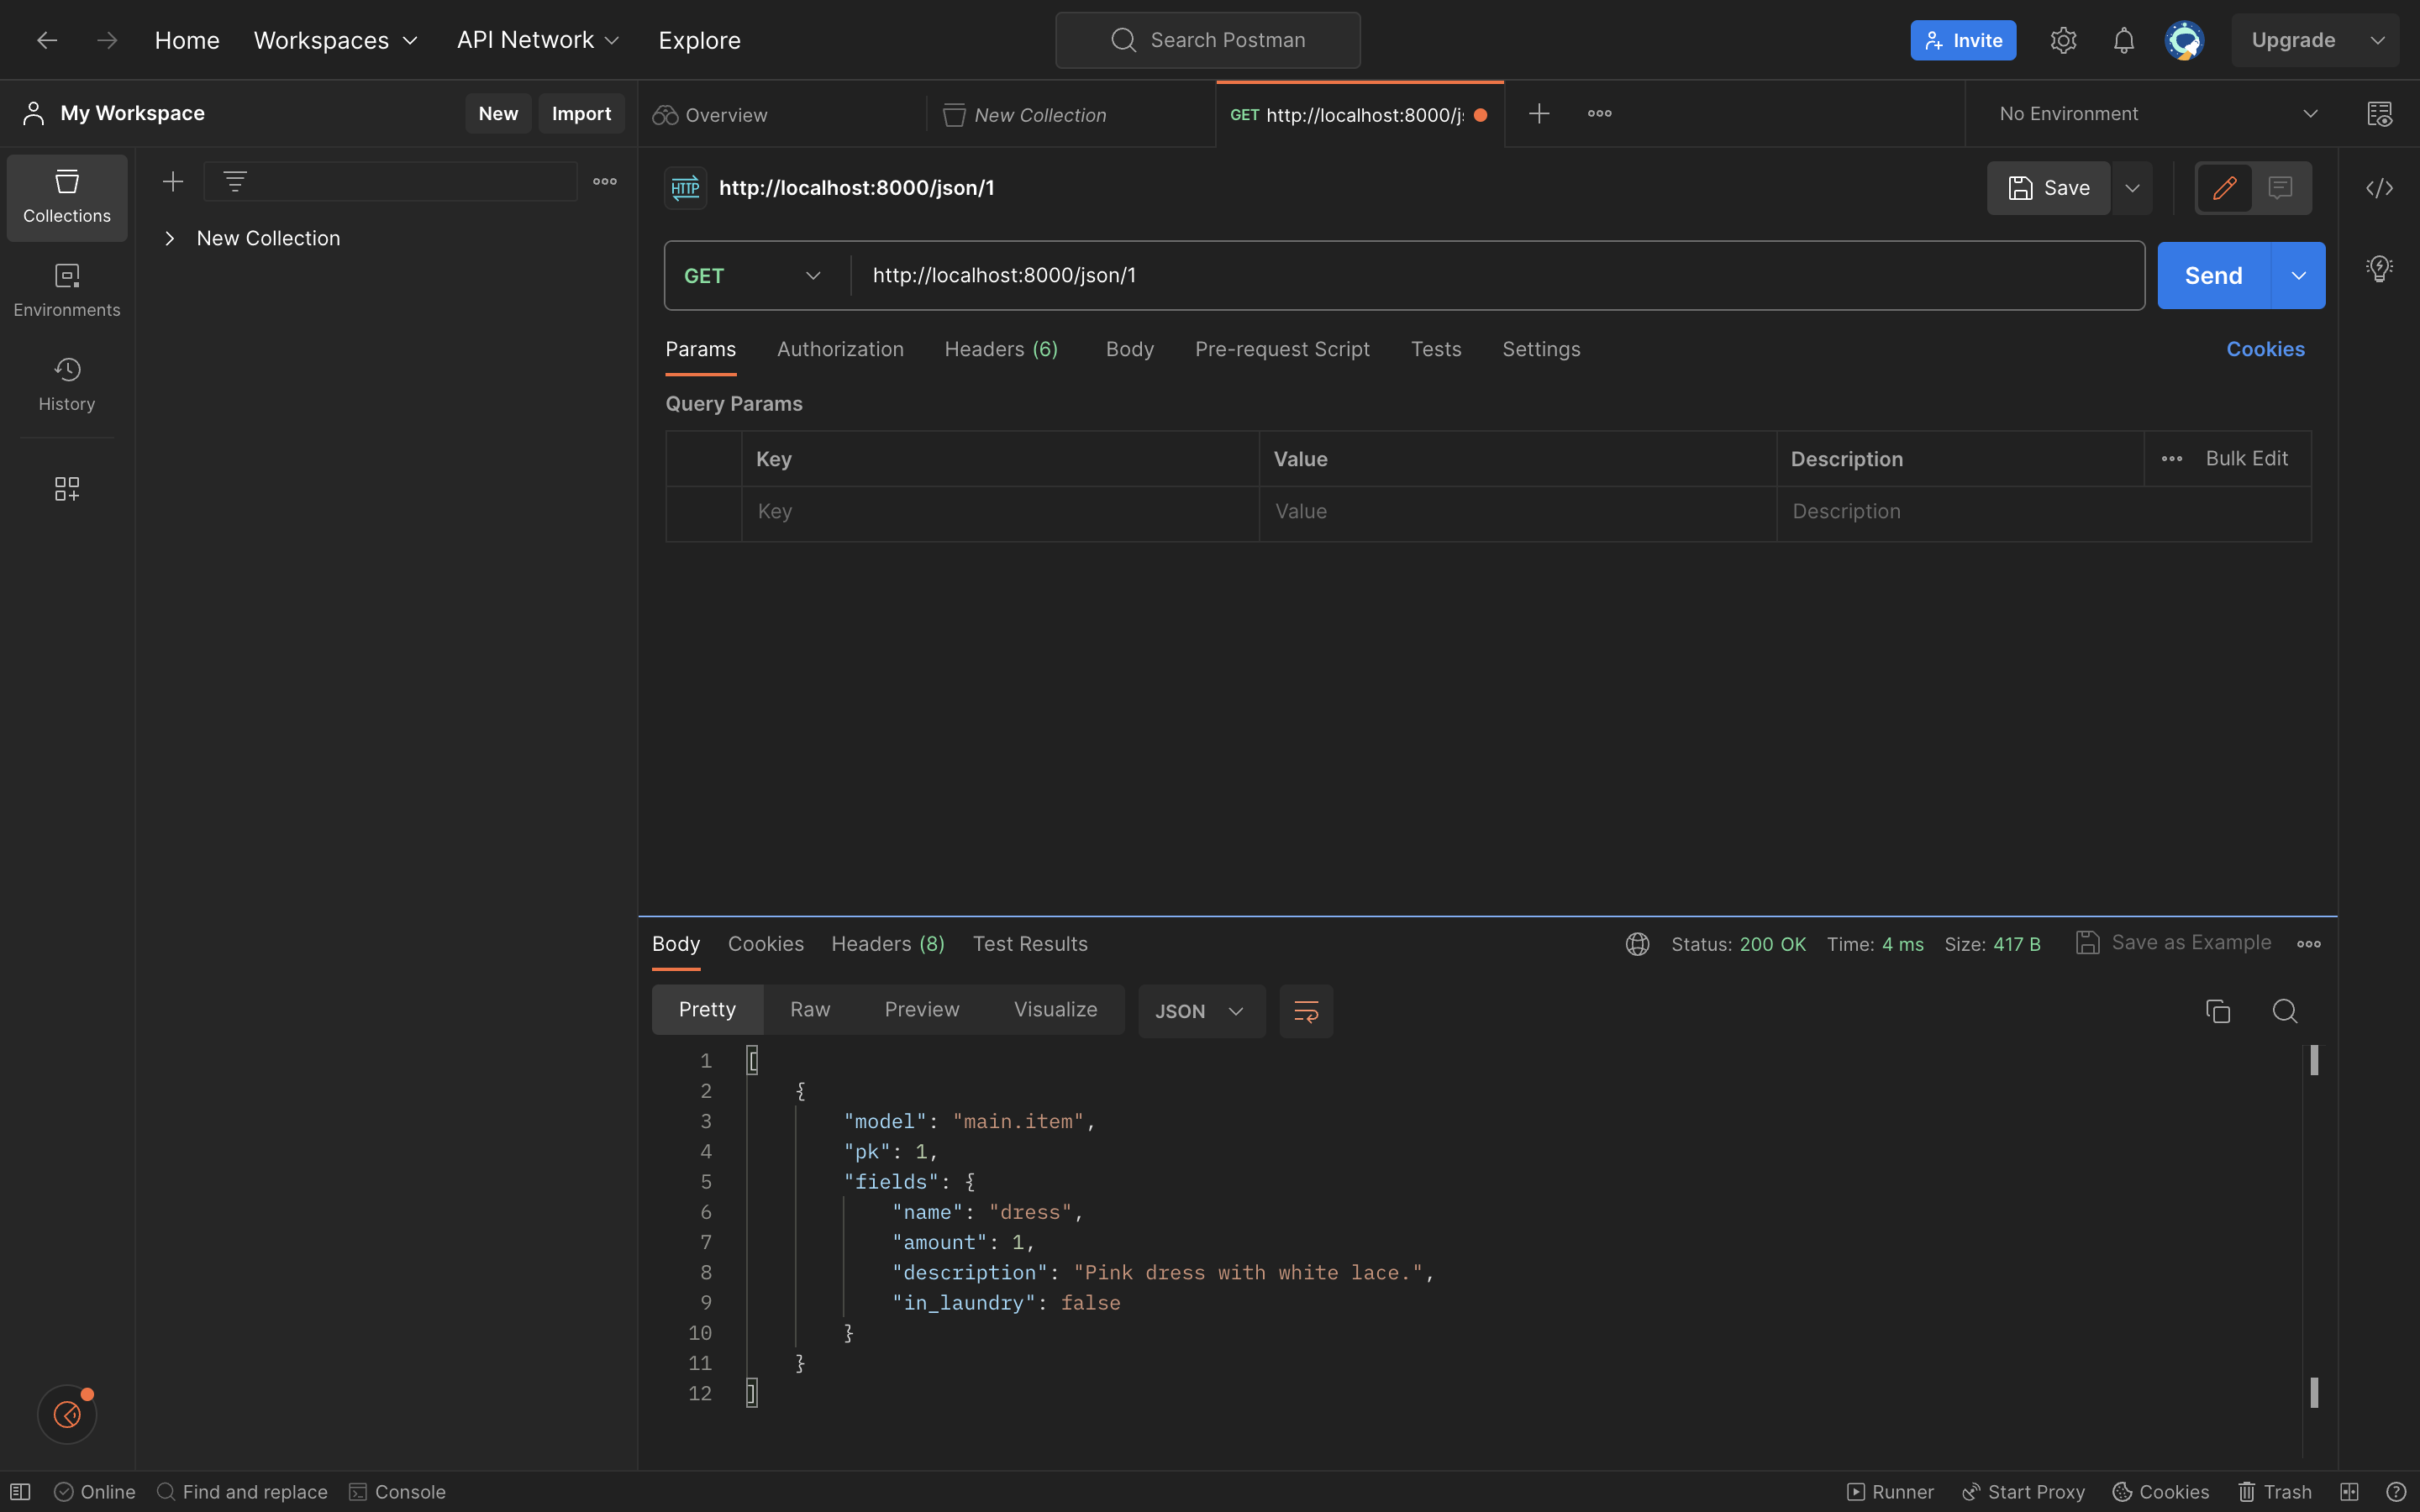 Home Workspaces API Network Explore Search Postman Invite Upgrade
My Workspace New Import Overview New Collection GET http://localhost:8000/j No Environment
Collections
New Collection
Environments
History
HTTP http://localhost:8000/json/1 Save
GET http://localhost:8000/json/1 Send
Params Authorization Headers (6) Body Pre-request Script Tests Settings Cookies
Query Params
Key Value Description Bulk Edit
Key Value Description
Body Cookies Headers (8) Test Results Status: 200 OK Time: 4 ms Size: 417 B Save as Example
Pretty Raw Preview Visualize JSON
1 [
2 {
3 "model": "main.item",
4 "pk": 1,
5 "fields": {
6 "name": "dress",
7 "amount": 1,
8 "description": "Pink dress with white lace.",
9 "in_laundry": false
10 }
11 }
12 ]
Online Find and replace Console Runner Start Proxy Cookies Trash